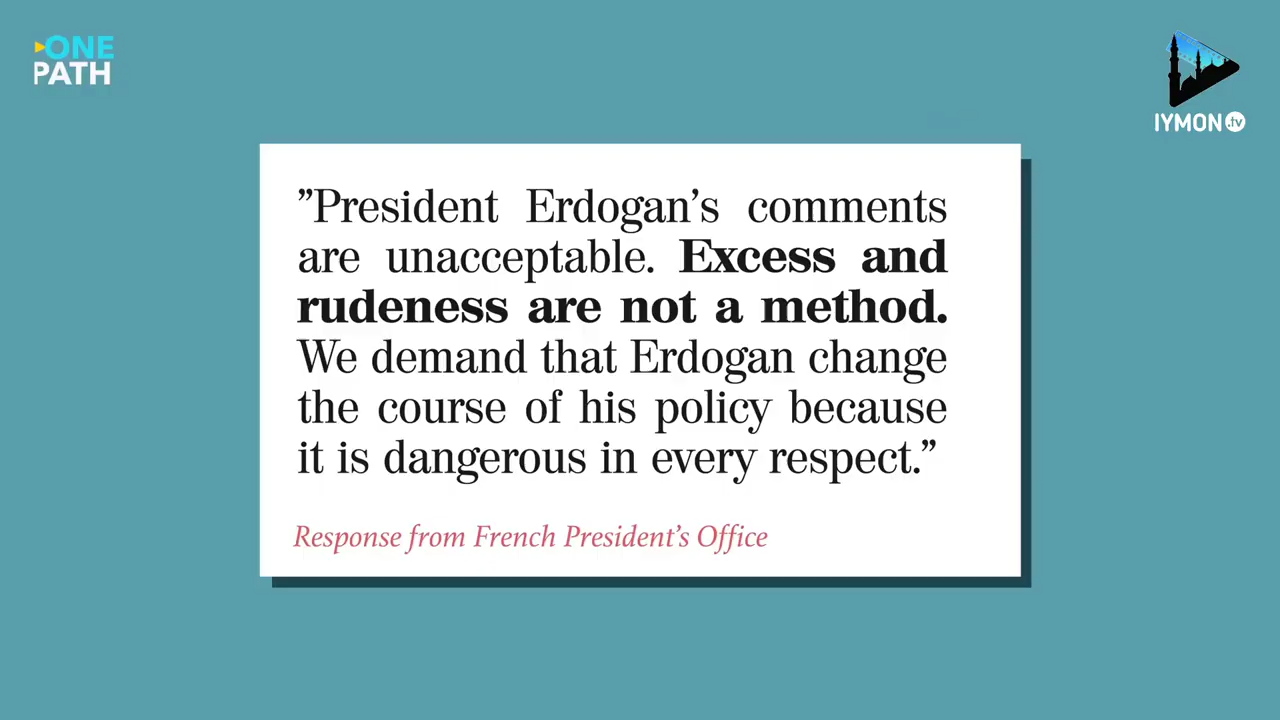 ONE
PATH
IYMON.tv
”President Erdogan’s comments
are unacceptable. Excess and
rudeness are not a method.
We demand that Erdogan change
the course of his policy because
it is dangerous in every respect.”
Response from French President’s Office